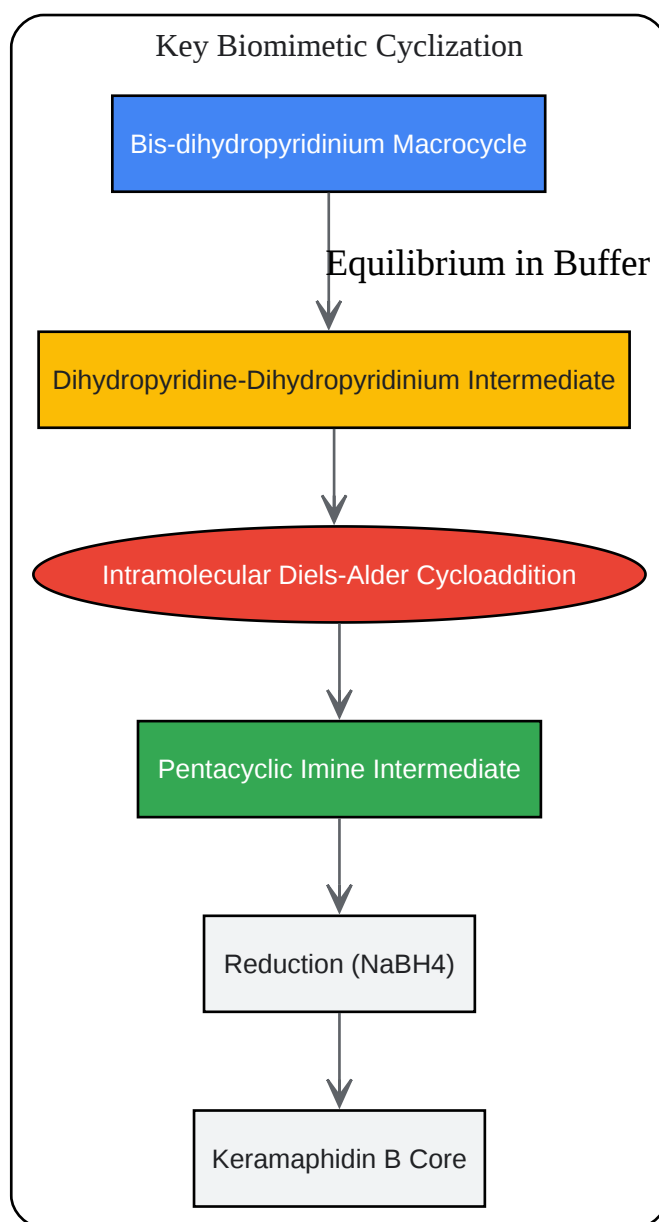 Key Biomimetic Cyclization
Bis-dihydropyridinium Macrocycle
Equilibrium in Buffer
Dihydropyridine-Dihydropyridinium Intermediate
Intramolecular Diels-Alder Cycloaddition
Pentacyclic Imine Intermediate
Reduction (NaBH4)
Keramaphidin B Core